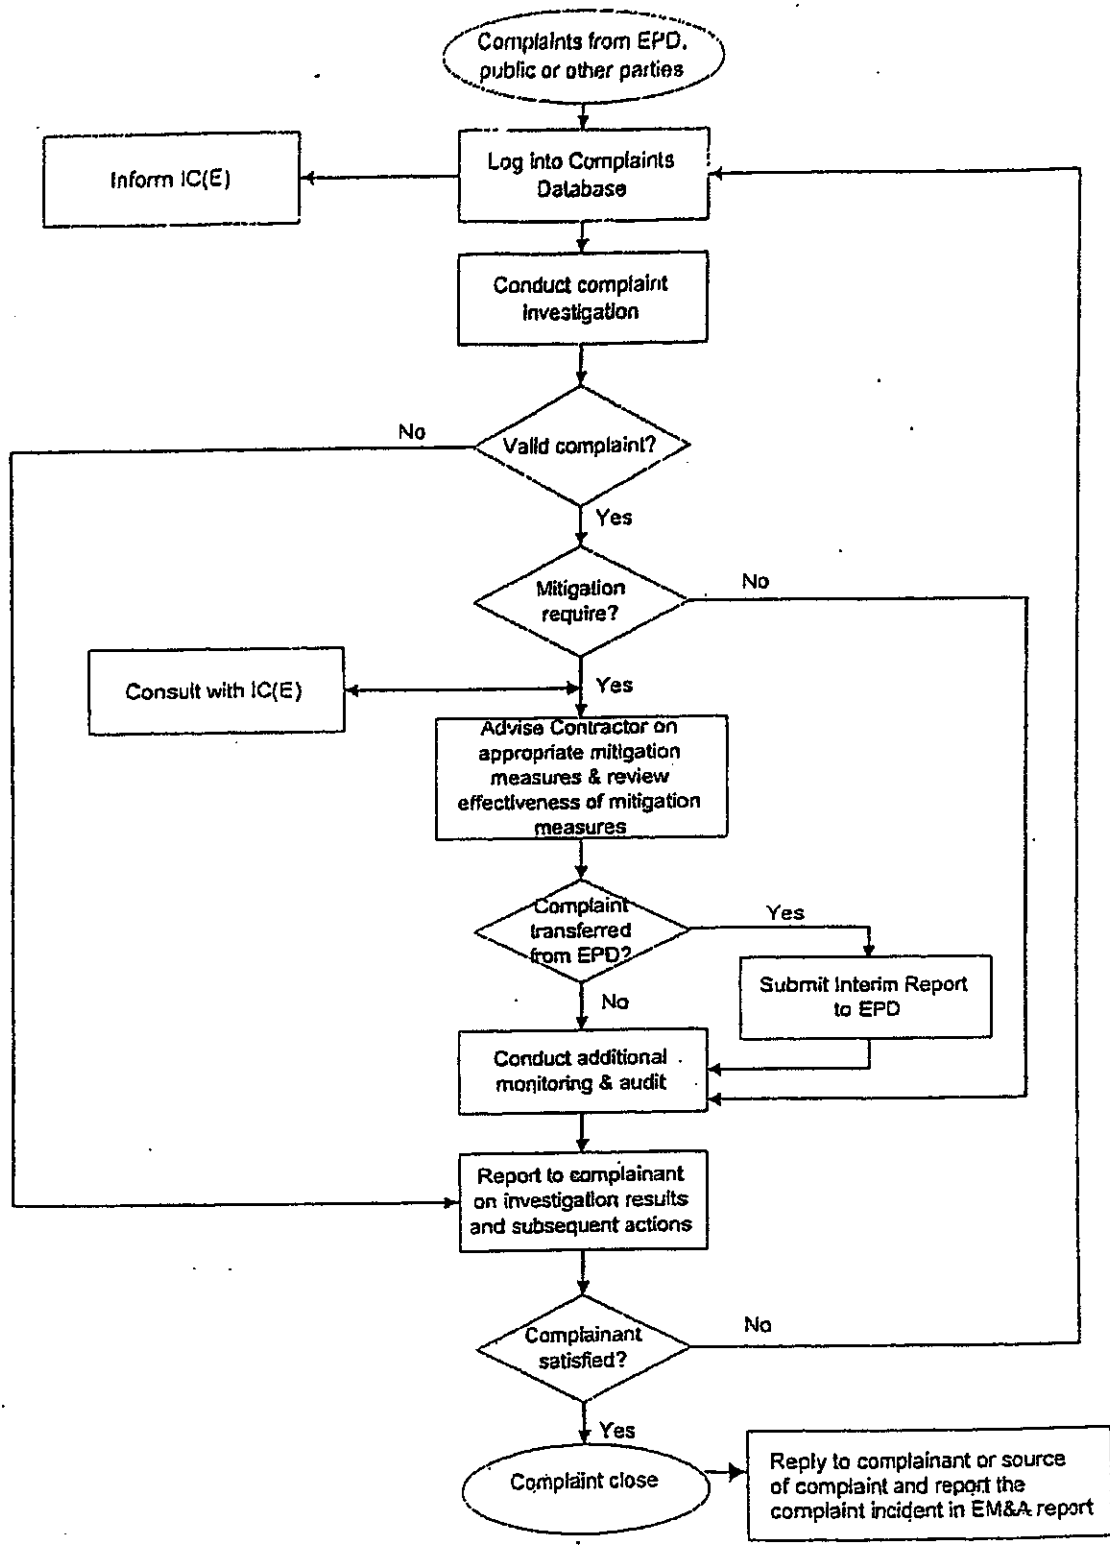 Complaints from EPD,
public or other parties
Inform IC(E)
Log into Complaints
Database
Conduct complaint
investigation
No
Valid complaint?
Yes
Mitigation
require?
No
Consult with IC(E)
Yes
Advise Contractor on
appropriate mitigation
measures & review
effectiveness of mitigation
measures
Complaint
transferred
from EPD?
Yes
Submit Interim Report
to EPD
No
Conduct additional
monitoring & audit
Report to complainant
on investigation results
and subsequent actions
Complainant
satisfied?
No
Yes
Complaint close
Reply to complainant or source
of complaint and report the
complaint incident in EM&A report